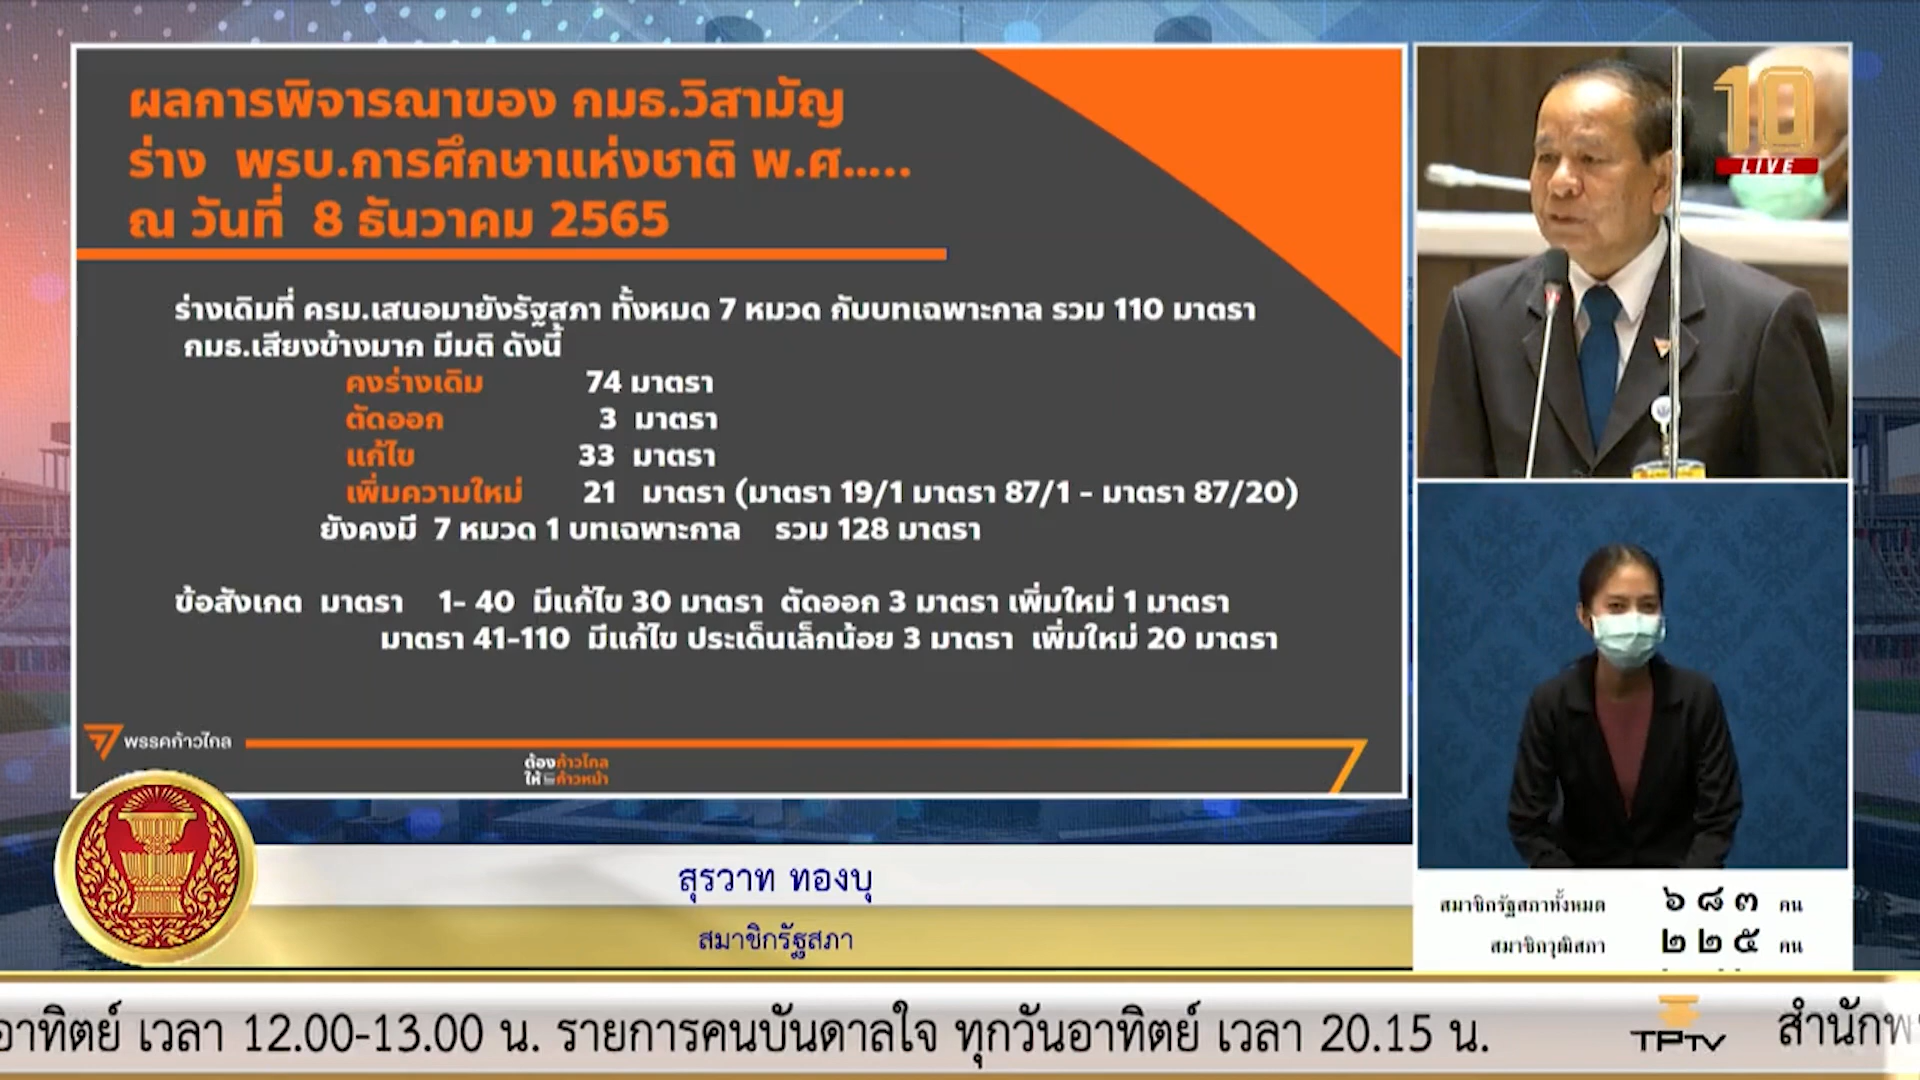 ผลการพิจารณาของ กมธ.วิสามัญ
ร่าง พรบ.การศึกษาแห่งชาติ พ.ศ.....
ณ วันที่ 8 ธันวาคม 2565
ร่างเดิมที่ ครม.เสนอมายังรัฐสภา ทั้งหมด 7 หมวด กับบทเฉพาะกาล รวม 110 มาตรา
กมธ.เสียงข้างมาก มีมติ ดังนี้
คงร่างเดิม 74 มาตรา
ตัดออก 3 มาตรา
แก้ไข 33 มาตรา
เพิ่มความใหม่ 21 มาตรา (มาตรา 19/1 มาตรา 87/1 - มาตรา 87/20)
ยังคงมี 7 หมวด 1 บทเฉพาะกาล รวม 128 มาตรา
ข้อสังเกต มาตรา 1- 40 มีแก้ไข 30 มาตรา ตัดออก 3 มาตรา เพิ่มใหม่ 1 มาตรา
มาตรา 41-110 มีแก้ไข ประเด็นเล็กน้อย 3 มาตรา เพิ่มใหม่ 20 มาตรา
พรรคก้าวไกล
ต้องก้าวไกล
ให้ ก้าวหน้า
10
LIVE
สุรวาท ทองบุ
สมาชิกรัฐสภา
สมาชิกรัฐสภาทั้งหมด ๖๘๓ คน
สมาชิกวุฒิสภา ๒๒๕ คน
อาทิตย์ เวลา 12.00-13.00 น. รายการคนบันดาลใจ ทุกวันอาทิตย์ เวลา 20.15 น.
TPTV